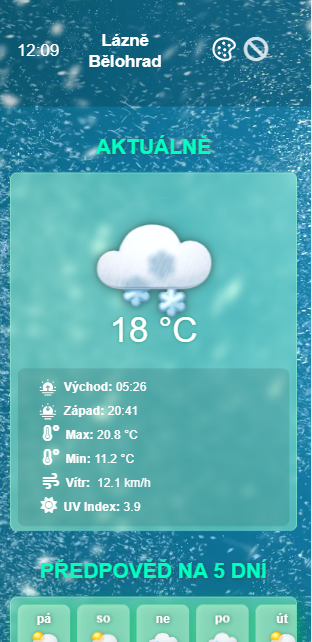 12:09
Lázně
Bělohrad
AKTUÁLNĚ
18 °C
Východ: 05:26
Západ: 20:41
Max: 20.8 °C
Min: 11.2 °C
Vítr: 12.1 km/h
UV Index: 3.9
PŘEDPOVĚĎ NA 5 DNÍ
pá so ne po út